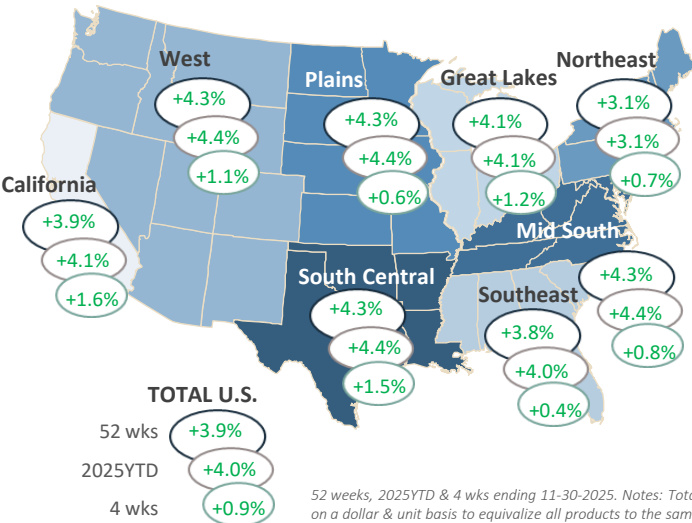 West
+4.3%
+4.4%
+1.1%
Plains
+4.3%
+4.4%
+0.6%
Great Lakes
+4.1%
+4.1%
+1.2%
Northeast
+3.1%
+3.1%
+0.7%
California
+3.9%
+4.1%
+1.6%
South Central
+4.3%
+4.4%
+1.5%
Southeast
+3.8%
+4.0%
+0.4%
Mid South
+4.3%
+4.4%
+0.8%
TOTAL U.S.
52 wks +3.9%
2025YTD +4.0%
4 wks +0.9%
52 weeks, 2025YTD & 4 wks ending 11-30-2025. Notes: Tota
on a dollar & unit basis to equivalize all products to the sam